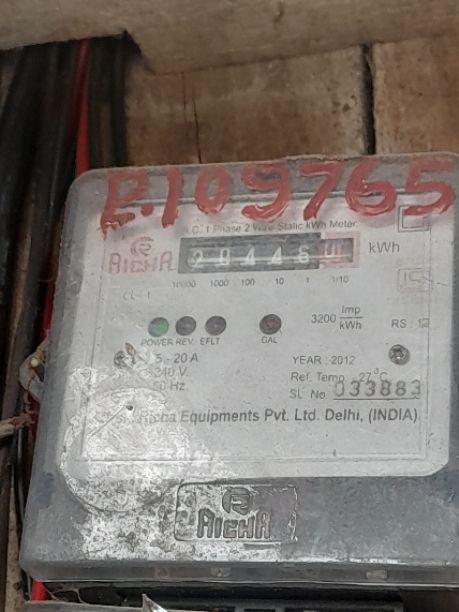 P.109765
A.C. 1 Phase 2 Wire Static kWh Meter
RICHA
kWh
10000 1000 100 10 1 1/10
CL-1
3200 Imp/kWh
RS : 12
POWER REV EFLT CAL
5 - 20 A
240 V
50 Hz
YEARː 2012
Ref. Temp : 27°C
SL No 033883
Richa Equipments Pvt. Ltd. Delhi, (INDIA)
RICHA